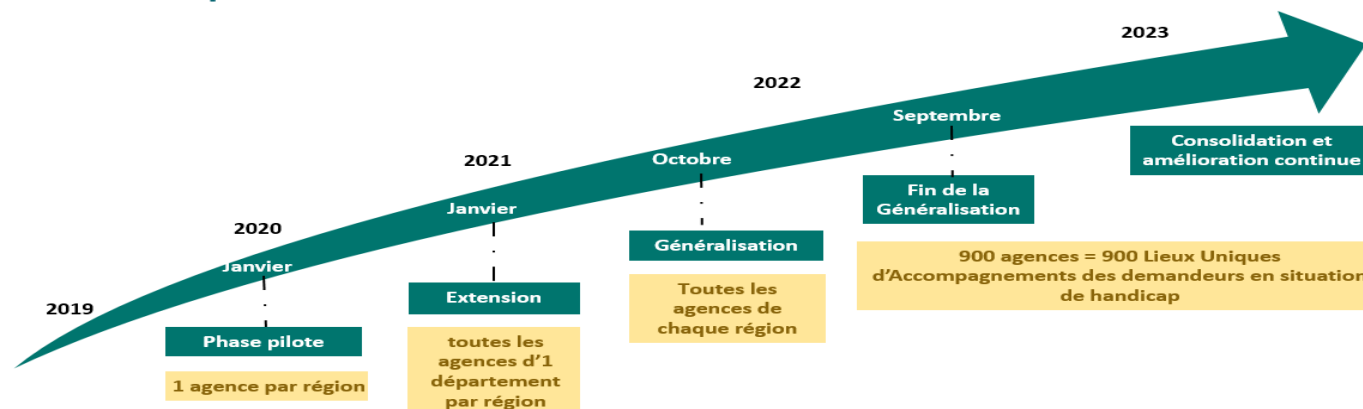 2019
2020
Janvier
Phase pilote
1 agence par région
2021
Janvier
Extension
toutes les
agences d'1
département
par région
Octobre
Généralisation
Toutes les
agences de
chaque région
2022
Septembre
Fin de la
Généralisation
900 agences = 900 Lieux Uniques
d'Accompagnements des demandeurs en situation
de handicap
2023
Consolidation et
amélioration continue